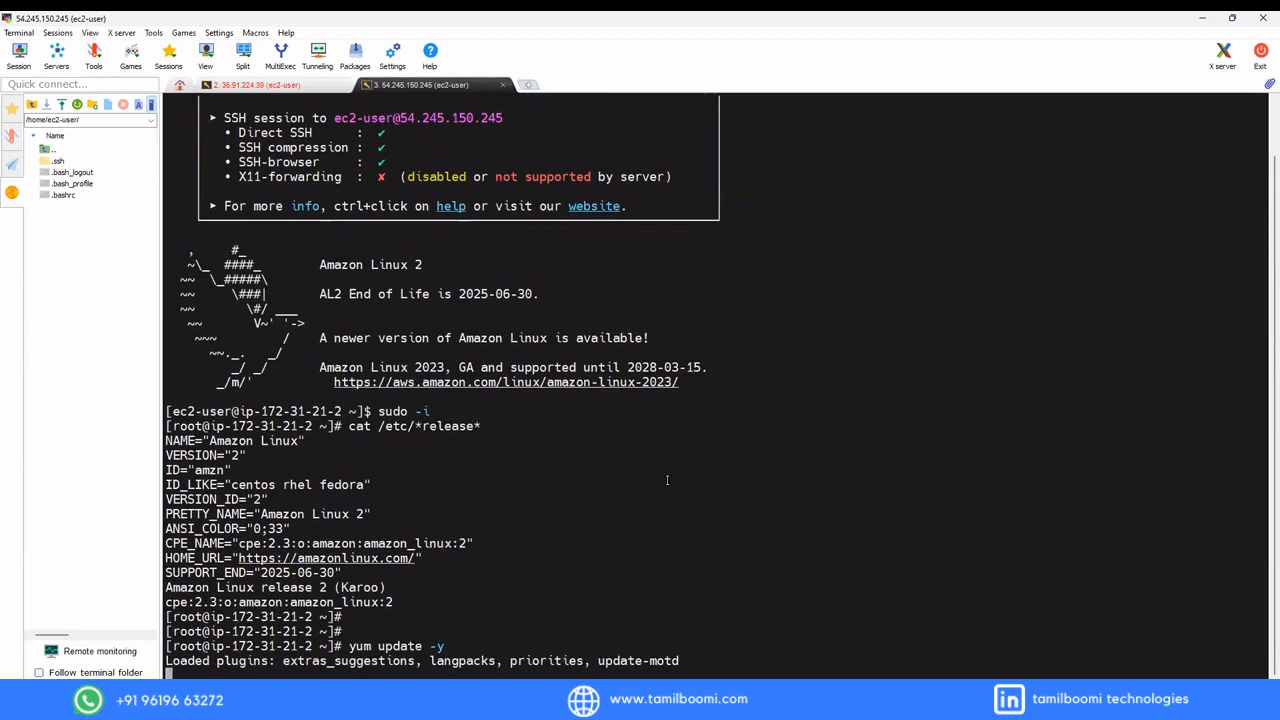 54.245.150.245 (ec2-user)
Terminal Sessions View X server Tools Games Settings Macros Help
Session Servers Tools Games Sessions View Split MultiExec Tunneling Packages Settings Help X server Exit
Quick connect...
2. 35.91.224.39 (ec2-user)
3. 54.245.150.245 (ec2-user)
/home/ec2-user/
Name
..
.ssh
.bash_logout
.bash_profile
.bashrc
➤ SSH session to ec2-user@54.245.150.245
• Direct SSH : ✔
• SSH compression : ✔
• SSH-browser : ✔
• X11-forwarding : ✘ (disabled or not supported by server)
➤ For more info, ctrl+click on help or visit our website.
, #_
~\_ ####_ Amazon Linux 2
~~ \_#####\
~~ \###| AL2 End of Life is 2025-06-30.
~~ \#/ ___
~~ V~' '->
~~~ / A newer version of Amazon Linux is available!
~~._. _/
_/ _/ Amazon Linux 2023, GA and supported until 2028-03-15.
_/m/' https://aws.amazon.com/linux/amazon-linux-2023/
[ec2-user@ip-172-31-21-2 ~]$ sudo -i
[root@ip-172-31-21-2 ~]# cat /etc/*release*
NAME="Amazon Linux"
VERSION="2"
ID="amzn"
ID_LIKE="centos rhel fedora"
VERSION_ID="2"
PRETTY_NAME="Amazon Linux 2"
ANSI_COLOR="0;33"
CPE_NAME="cpe:2.3:o:amazon:amazon_linux:2"
HOME_URL="https://amazonlinux.com/"
SUPPORT_END="2025-06-30"
Amazon Linux release 2 (Karoo)
cpe:2.3:o:amazon:amazon_linux:2
[root@ip-172-31-21-2 ~]#
[root@ip-172-31-21-2 ~]#
[root@ip-172-31-21-2 ~]# yum update -y
Loaded plugins: extras_suggestions, langpacks, priorities, update-motd
Remote monitoring
Follow terminal folder
+91 96196 63272
www.tamilboomi.com
in tamilboomi technologies